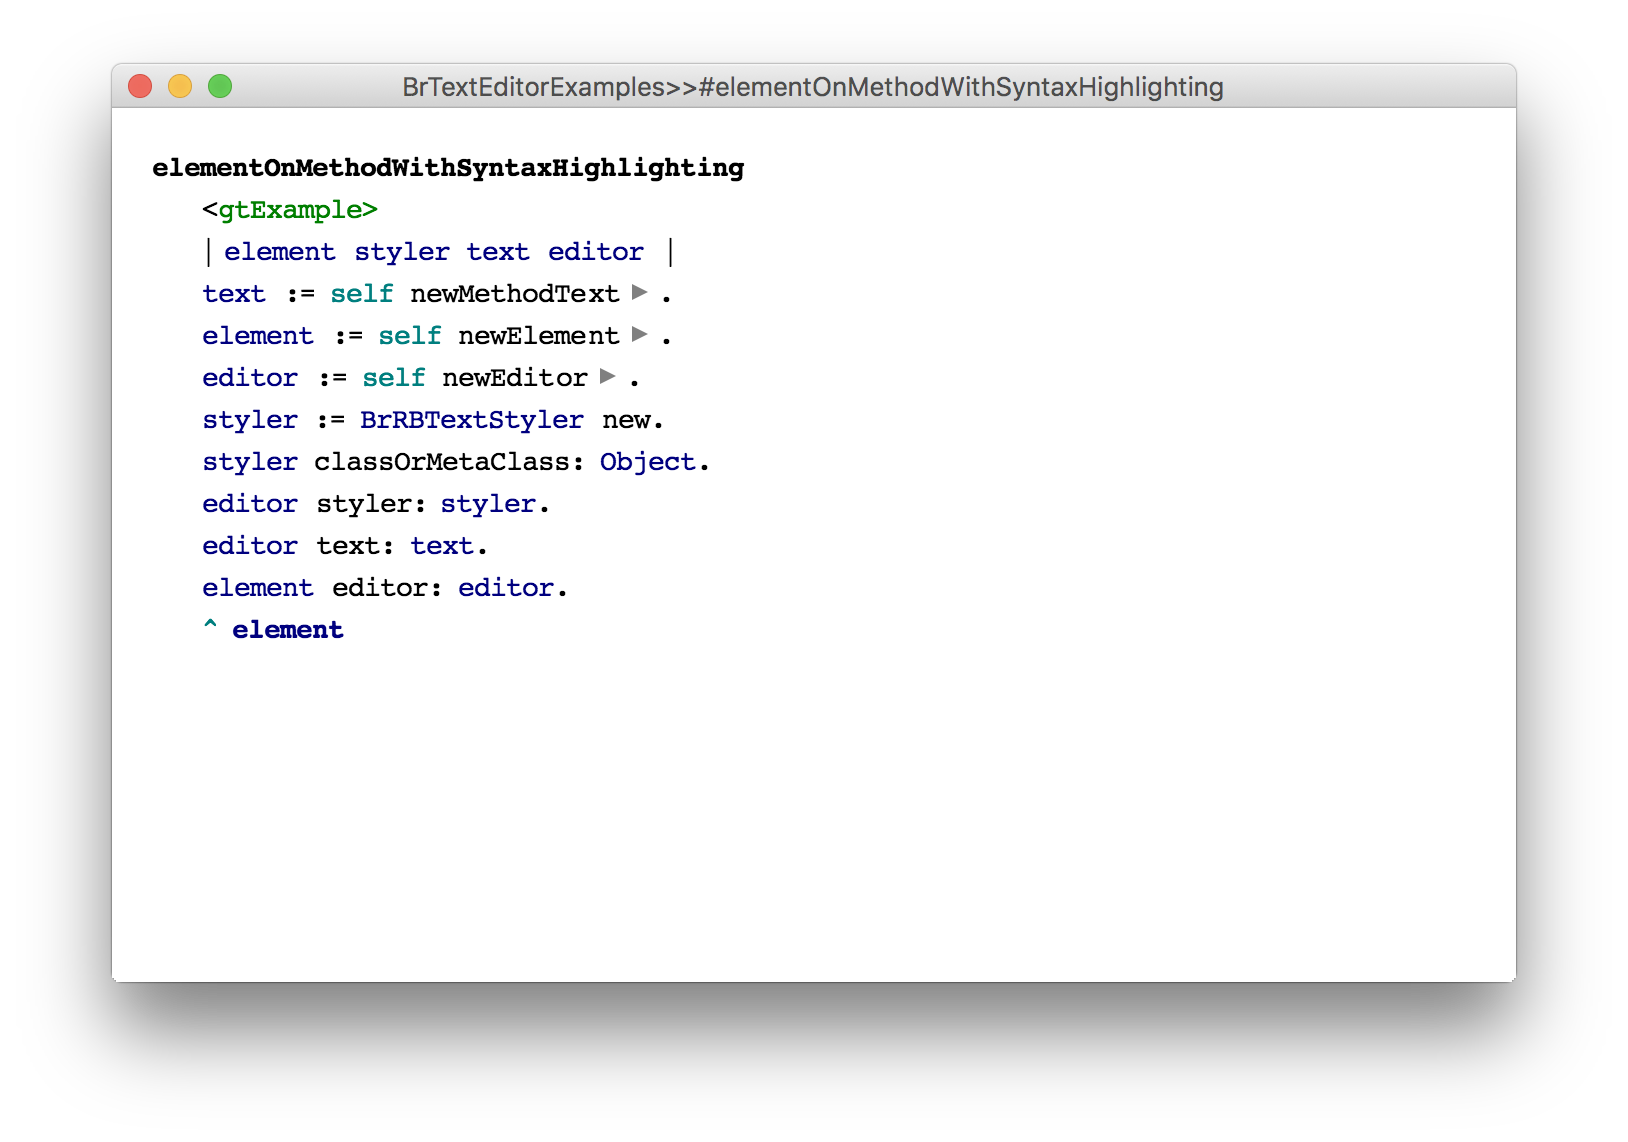 BrTextEditorExamples>>#elementOnMethodWithSyntaxHighlighting
elementOnMethodWithSyntaxHighlighting
<gtExample>
| element styler text editor |
text := self newMethodText ▶ .
element := self newElement ▶ .
editor := self newEditor ▶ .
styler := BrRBTextStyler new.
styler classOrMetaClass: Object.
editor styler: styler.
editor text: text.
element editor: editor.
^ element